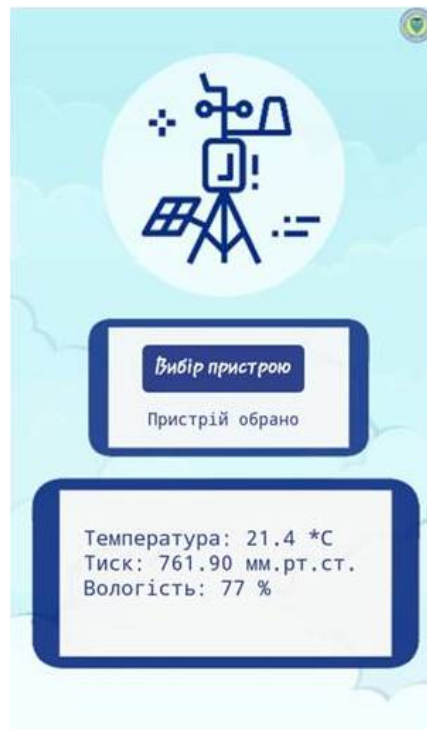 Вибір пристрою
Пристрій обрано
Температура: 21.4 *C
Тиск: 761.90 мм.рт.ст.
Вологість: 77 %